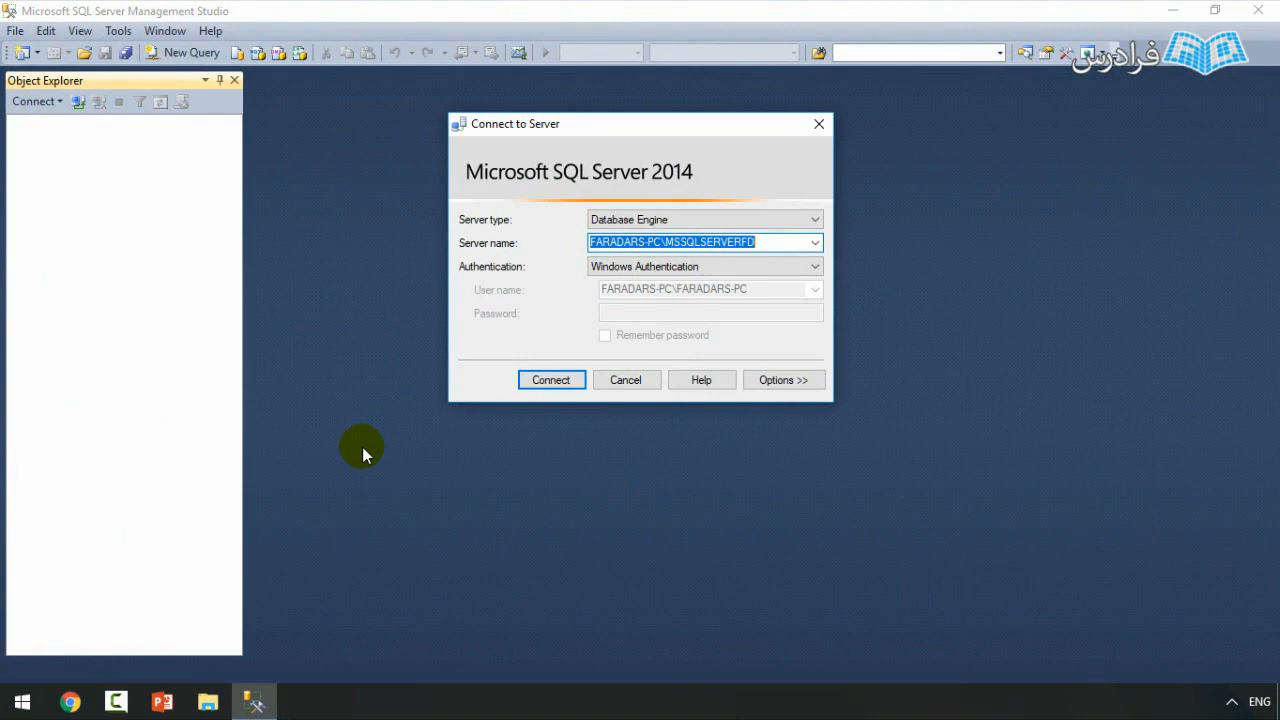 Microsoft SQL Server Management Studio
File Edit View Tools Window Help
New Query
فرادرس
Object Explorer
Connect
Connect to Server
Microsoft SQL Server 2014
Server type: Database Engine
Server name: FARADARS-PC\MSSQLSERVERFD
Authentication: Windows Authentication
User name: FARADARS-PC\FARADARS-PC
Password:
Remember password
Connect Cancel Help Options >>
ENG